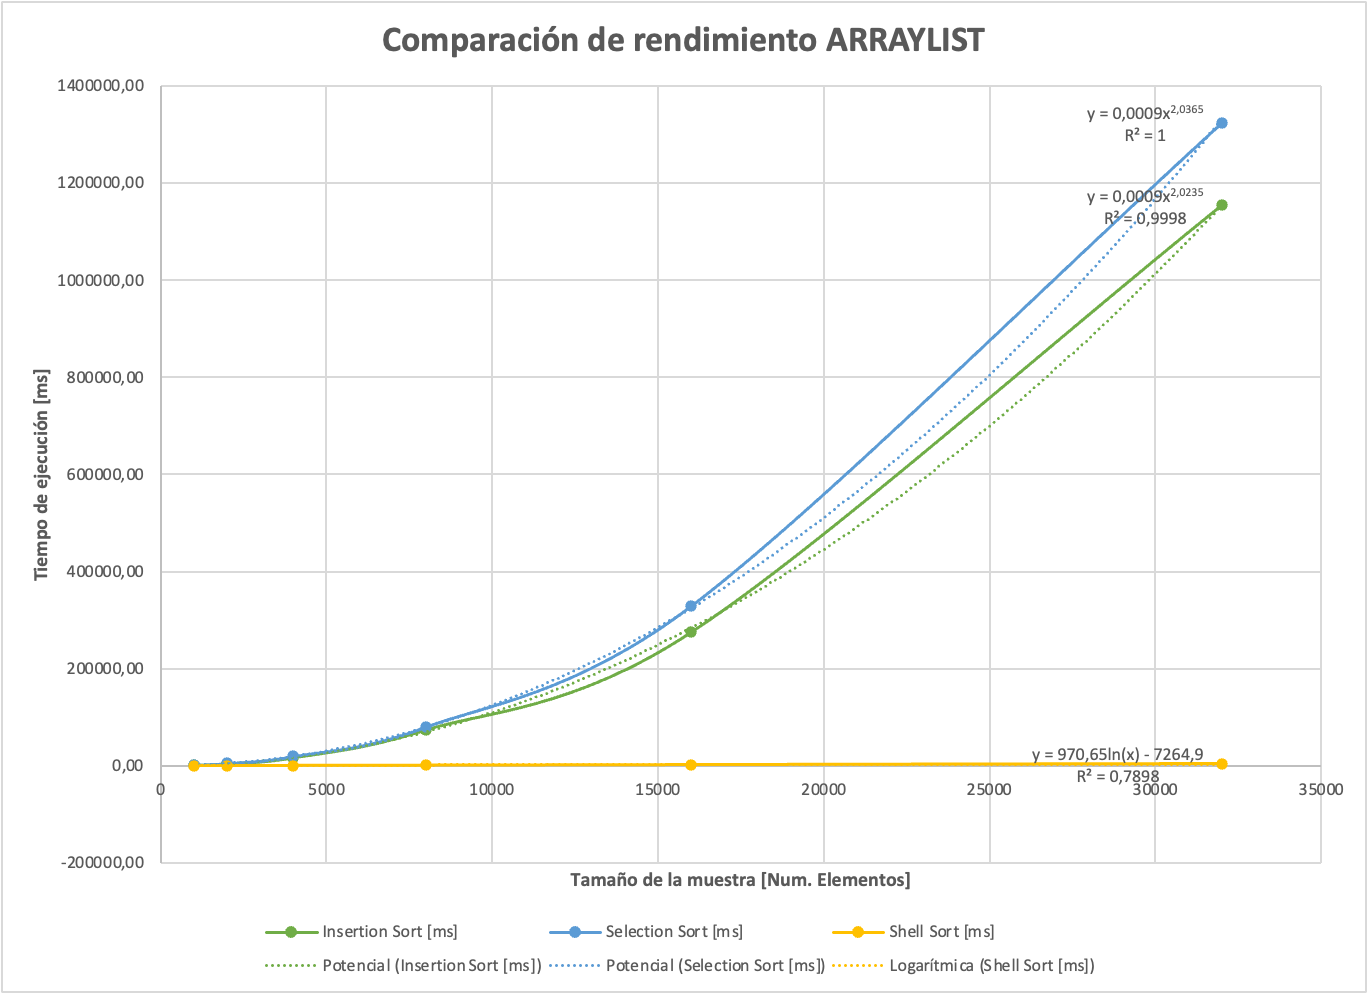 Comparación de rendimiento ARRAYLIST
1400000,00
1200000,00
1000000,00
800000,00
600000,00
400000,00
200000,00
0,00
-200000,00
Tiempo de ejecución [ms]
y = 0,0009x^2,0365
R² = 1
y = 0,0009x^2,0235
R² = 0,9998
y = 970,65ln(x) - 7264,9
R² = 0,7898
0 5000 10000 15000 20000 25000 30000 35000
Tamaño de la muestra [Num. Elementos]
Insertion Sort [ms] Selection Sort [ms] Shell Sort [ms]
Potencial (Insertion Sort [ms]) Potencial (Selection Sort [ms]) Logarítmica (Shell Sort [ms])